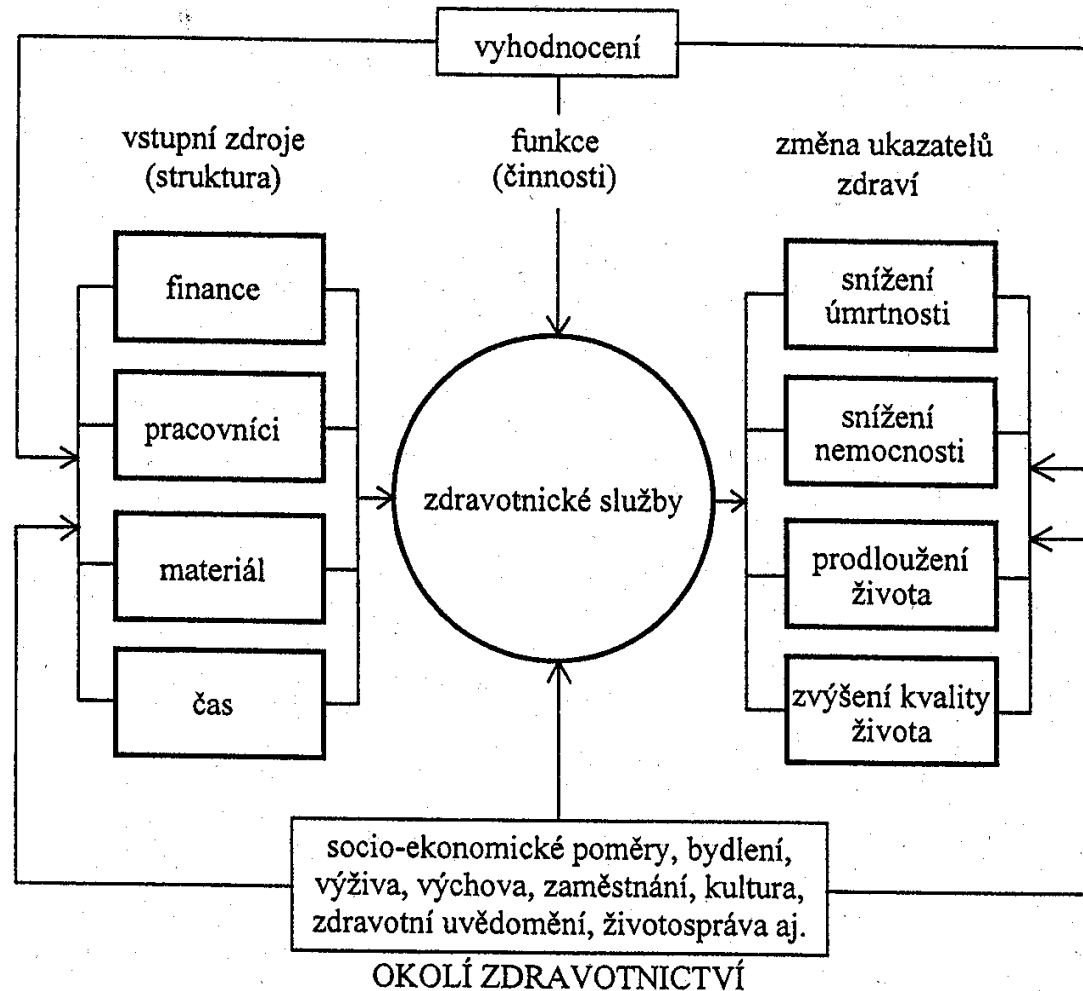 vyhodnocení
vstupní zdroje
(struktura)
funkce
(činnosti)
změna ukazatelů
zdraví
finance
pracovníci
materiál
čas
zdravotnické služby
snížení
úmrtnosti
snížení
nemocnosti
prodloužení
života
zvýšení kvality
života
socio-ekonomické poměry, bydlení,
výživa, výchova, zaměstnání, kultura,
zdravotní uvědomění, životospráva aj.
OKOLÍ ZDRAVOTNICTVÍ